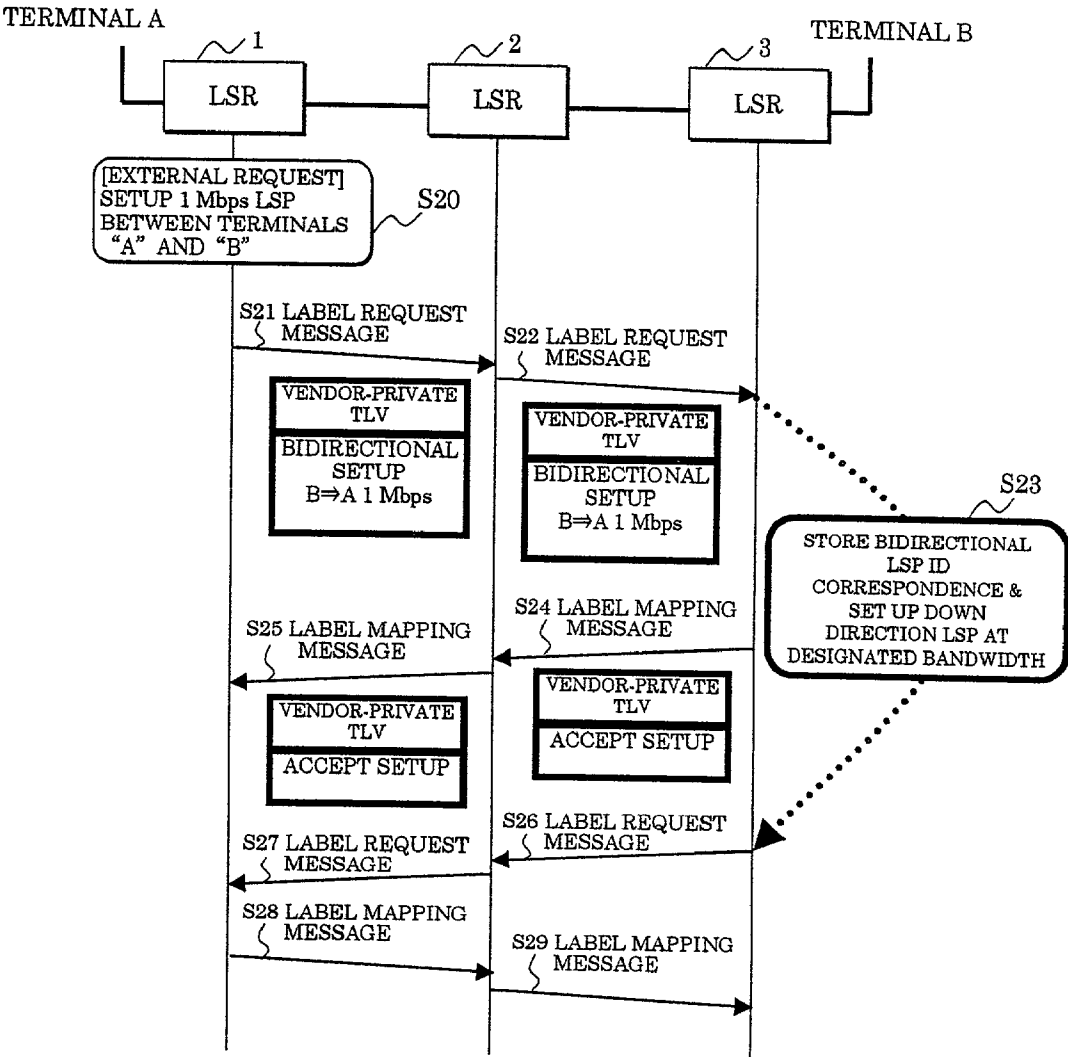 TERMINAL A
1
2
3
TERMINAL B
LSR
LSR
LSR
[EXTERNAL REQUEST]
SETUP 1 Mbps LSP
BETWEEN TERMINALS
“A” AND “B”
S20
S21 LABEL REQUEST
MESSAGE
S22 LABEL REQUEST
MESSAGE
VENDOR-PRIVATE
TLV
BIDIRECTIONAL
SETUP
B⇒A 1 Mbps
VENDOR-PRIVATE
TLV
BIDIRECTIONAL
SETUP
B⇒A 1 Mbps
S23
STORE BIDIRECTIONAL
LSP ID
CORRESPONDENCE &
SET UP DOWN
DIRECTION LSP AT
DESIGNATED BANDWIDTH
S24 LABEL MAPPING
MESSAGE
S25 LABEL MAPPING
MESSAGE
VENDOR-PRIVATE
TLV
ACCEPT SETUP
VENDOR-PRIVATE
TLV
ACCEPT SETUP
S26 LABEL REQUEST
MESSAGE
S27 LABEL REQUEST
MESSAGE
S28 LABEL MAPPING
MESSAGE
S29 LABEL MAPPING
MESSAGE